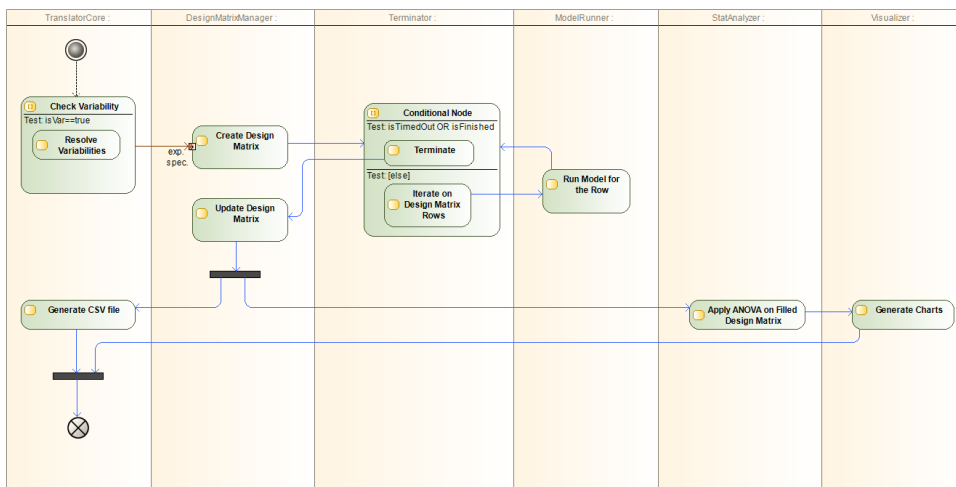 TranslatorCore :
DesignMatrixManager :
Terminator :
ModelRunner :
StatAnalyzer :
Visualizer :
Check Variability
Test: isVar==true
Resolve
Variabilities
exp.
spec.
Create Design
Matrix
Conditional Node
Test: isTimedOut OR isFinished
Terminate
Test: [else]
Iterate on
Design Matrix
Rows
Run Model for
the Row
Update Design
Matrix
Generate CSV file
Apply ANOVA on Filled
Design Matrix
Generate Charts